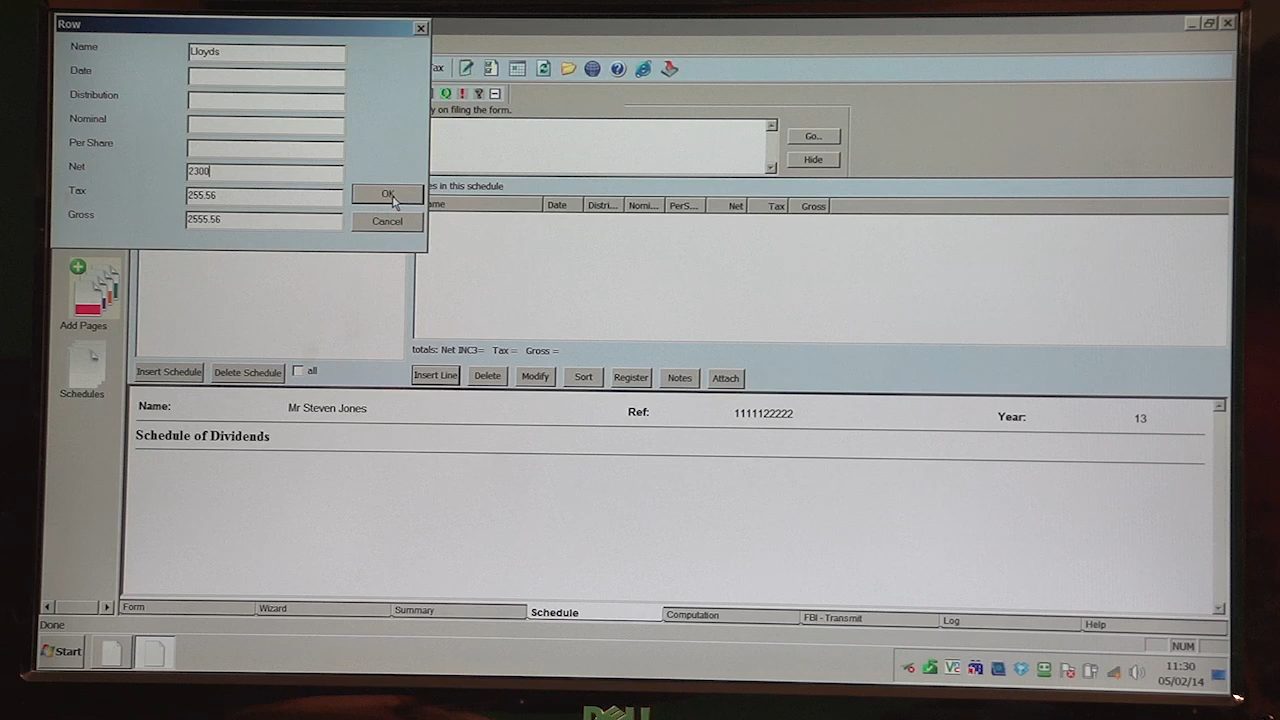 Row
Name
Lloyds
Date
Distribution
Nominal
Per Share
Net
2300
Tax
255.56
OK
Gross
2555.56
Cancel
ax
y on filing the form.
Go..
Hide
es in this schedule
ame Date Distri... Nomi... PerS... Net Tax Gross
Add Pages
Schedules
totals: Net INC3= Tax = Gross =
Insert Schedule Delete Schedule all
Insert Line Delete Modify Sort Register Notes Attach
Name: Mr Steven Jones Ref: 1111122222 Year: 13
Schedule of Dividends
Form Wizard Summary Schedule Computation FBI - Transmit Log Help
Done
NUM
Start
11:30
05/02/14
DELL